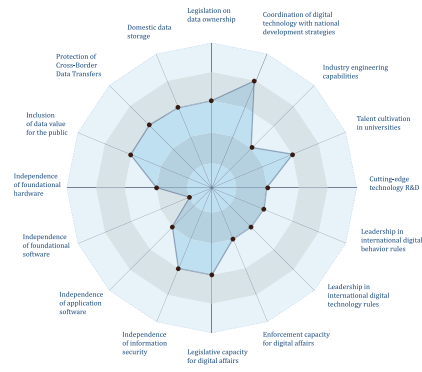 Legislation on
data ownership
Coordination of digital
technology with national
development strategies
Industry engineering
capabilities
Talent cultivation
in universities
Cutting-edge
technology R&D
Leadership in
international digital
behavior rules
Leadership in
international digital
technology rules
Enforcement capacity
for digital affairs
Legislative capacity
for digital affairs
Independence
of information
security
Independence
of application
software
Independence
of foundational
software
Independence
of foundational
hardware
Inclusion
of data value
for the public
Protection of
Cross-Border
Data Transfers
Domestic data
storage